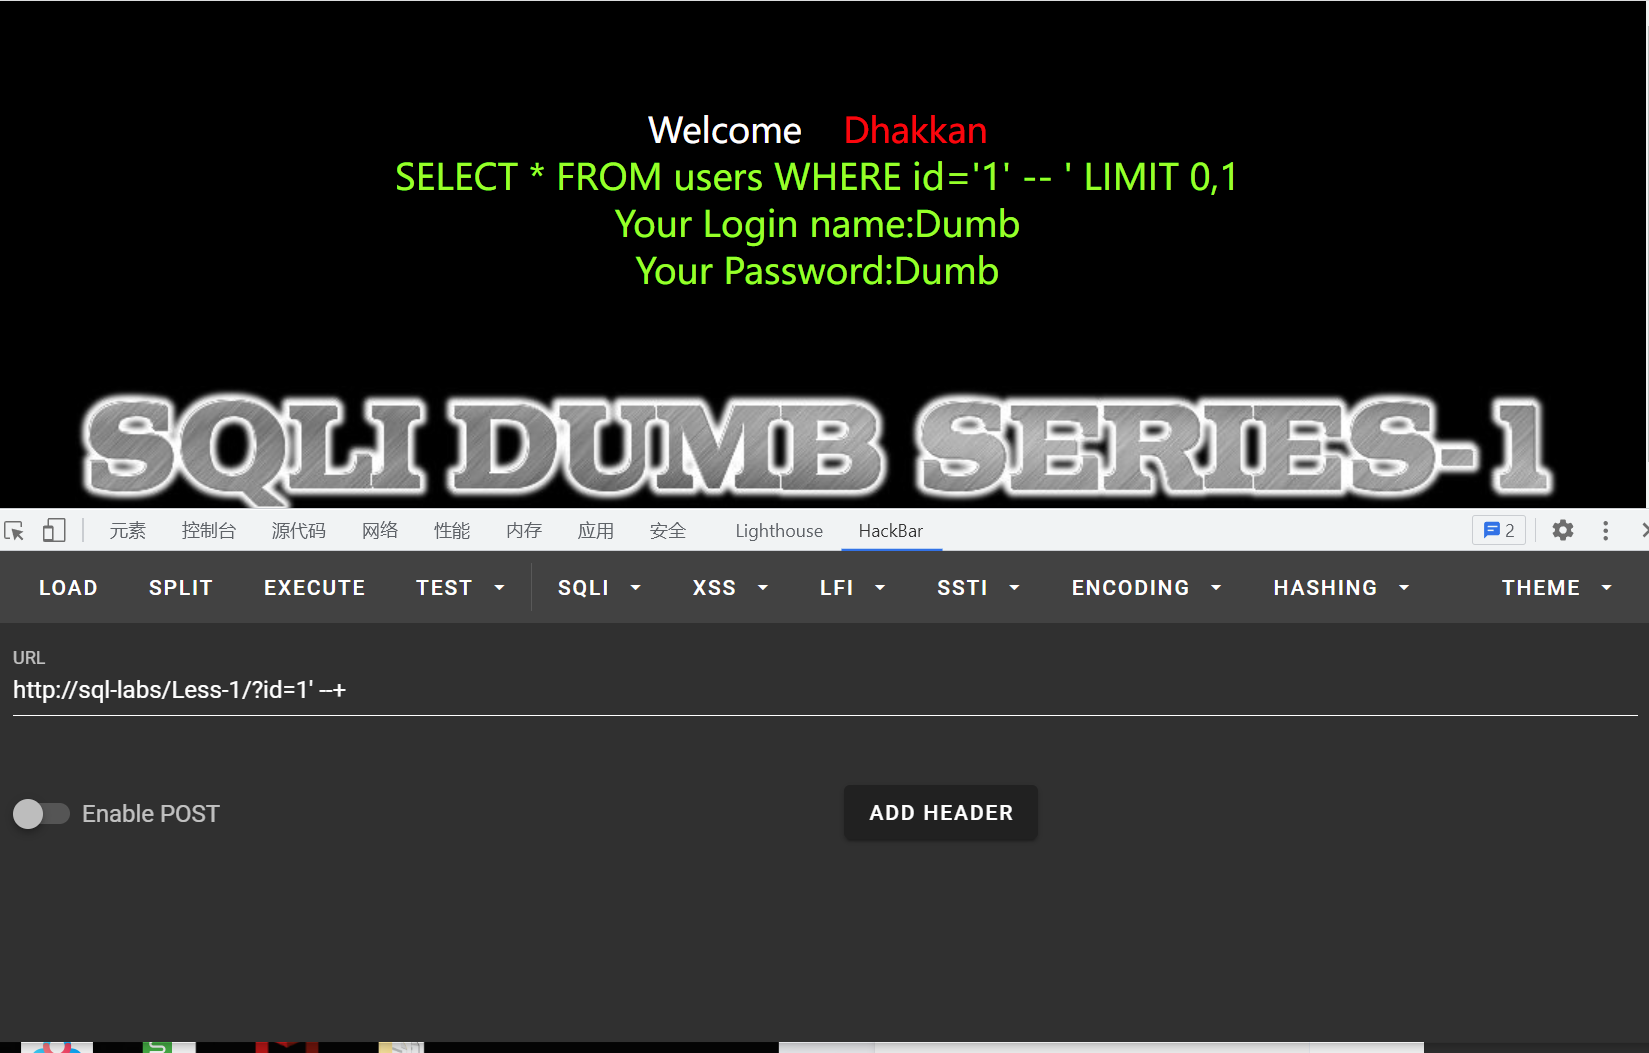 Welcome Dhakkan
SELECT * FROM users WHERE id='1' -- ' LIMIT 0,1
Your Login name:Dumb
Your Password:Dumb
SQLI DUMB SERIES-1
元素 控制台 源代码 网络 性能 内存 应用 安全 Lighthouse HackBar 2
LOAD SPLIT EXECUTE TEST SQLI XSS LFI SSTI ENCODING HASHING THEME
URL
http://sql-labs/Less-1/?id=1' --+
Enable POST ADD HEADER